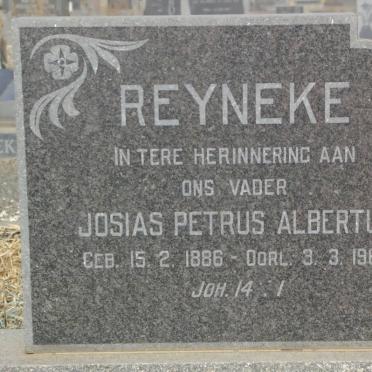 REYNEKE
IN TERE HERINNERING AAN
ONS VADER
JOSIAS PETRUS ALBERTU
GEB. 15. 2. 1886 - OORL. 3. 3. 196
JOH. 14 : 1